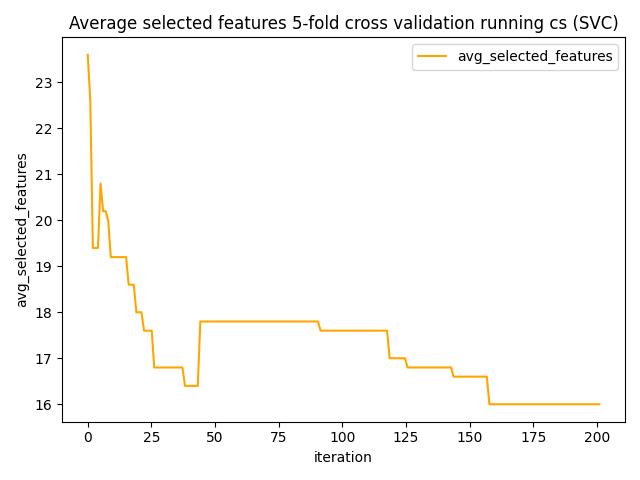 Average selected features 5-fold cross validation running cs (SVC)
avg_selected_features
avg_selected_features
23
22
21
20
19
18
17
16
0 25 50 75 100 125 150 175 200
iteration